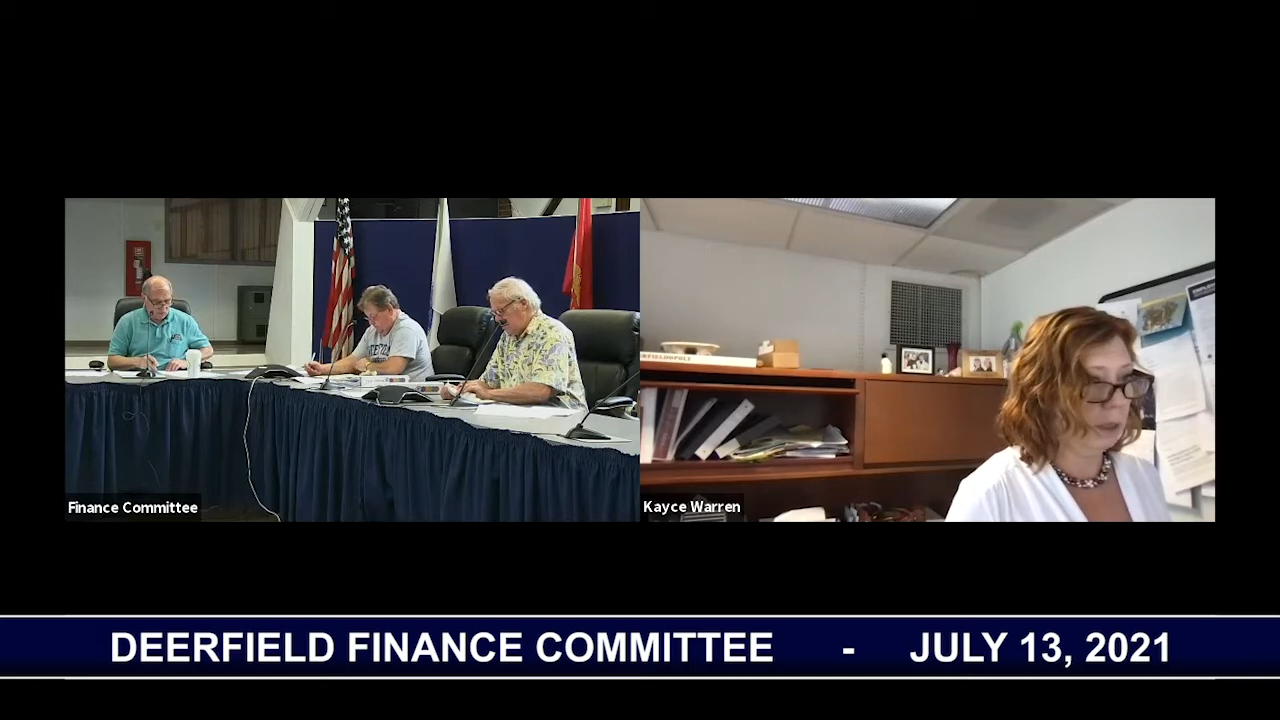 Finance Committee
Kayce Warren
DEERFIELD FINANCE COMMITTEE - JULY 13, 2021